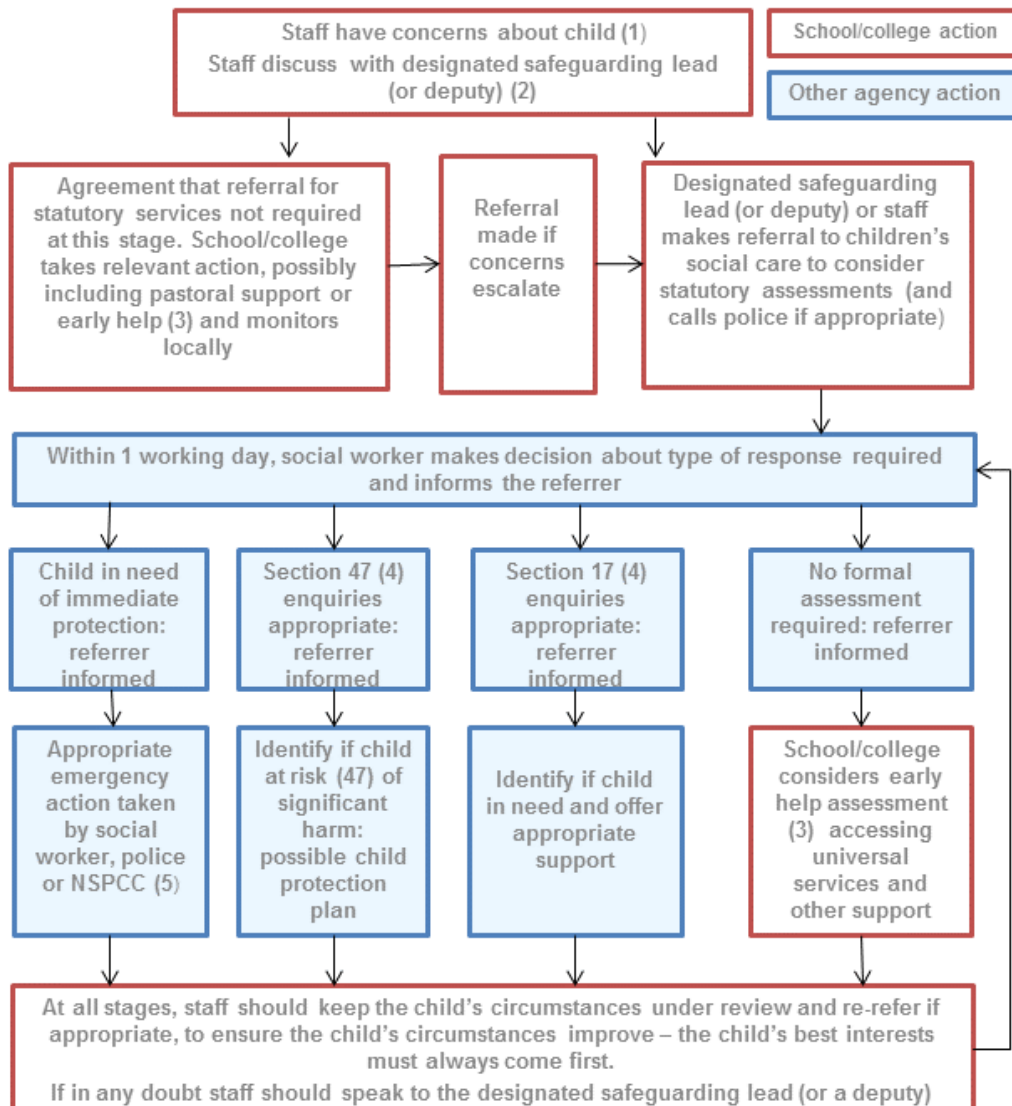 Staff have concerns about child (1)
Staff discuss with designated safeguarding lead
(or deputy) (2)
School/college action
Other agency action
Agreement that referral for
statutory services not required
at this stage. School/college
takes relevant action, possibly
including pastoral support or
early help (3) and monitors
locally
Referral
made if
concerns
escalate
Designated safeguarding
lead (or deputy) or staff
makes referral to children's
social care to consider
statutory assessments (and
calls police if appropriate)
Within 1 working day, social worker makes decision about type of response required
and informs the referrer
Child in need
of immediate
protection:
referrer
informed
Section 47 (4)
enquiries
appropriate:
referrer
informed
Section 17 (4)
enquiries
appropriate:
referrer
informed
No formal
assessment
required: referrer
informed
Appropriate
emergency
action taken
by social
worker, police
or NSPCC (5)
Identify if child
at risk (47) of
significant
harm:
possible child
protection
plan
Identify if child
in need and offer
appropriate
support
School/college
considers early
help assessment
(3) accessing
universal
services and
other support
At all stages, staff should keep the child's circumstances under review and re-refer if
appropriate, to ensure the child's circumstances improve – the child's best interests
must always come first.
If in any doubt staff should speak to the designated safeguarding lead (or a deputy)